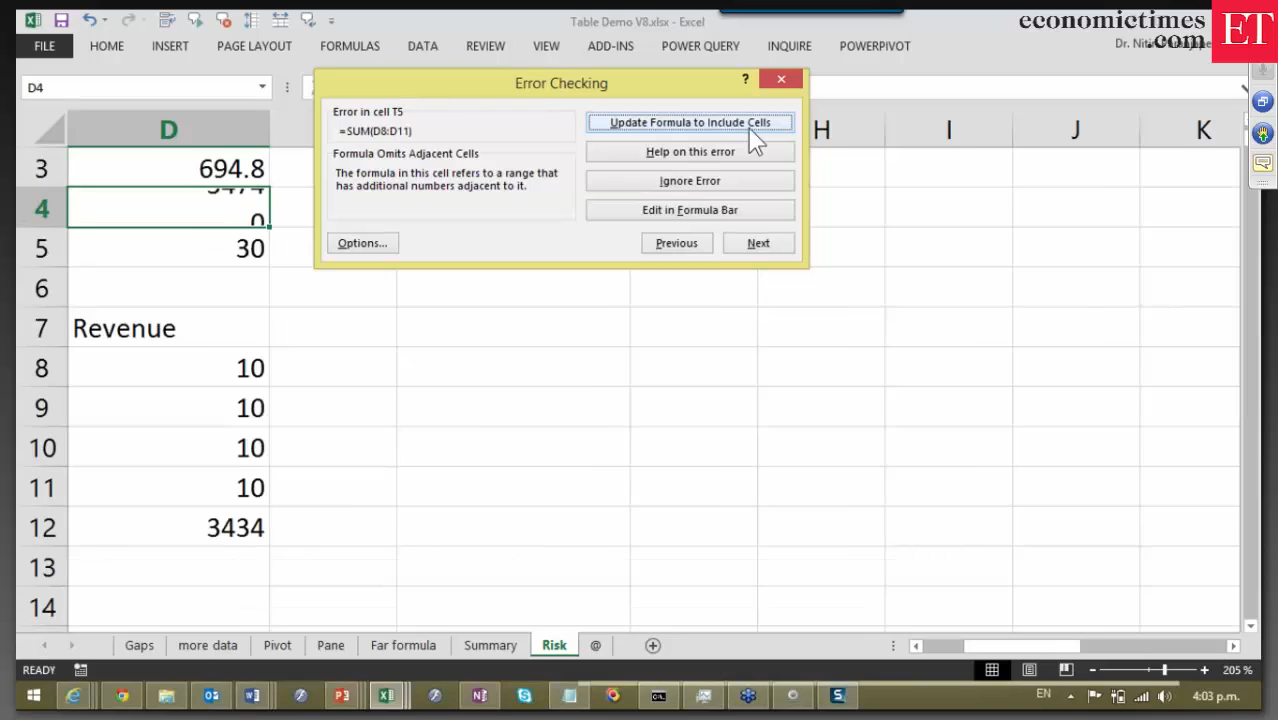 Table Demo V8.xlsx - Excel
economictimes
.com
ET
FILE HOME INSERT PAGE LAYOUT FORMULAS DATA REVIEW VIEW ADD-INS POWER QUERY INQUIRE POWERPIVOT
Dr.
D4
Error Checking
?
Error in cell T5
=SUM(D8:D11)
Formula Omits Adjacent Cells
The formula in this cell refers to a range that
has additional numbers adjacent to it.
Update Formula to Include Cells
Help on this error
Ignore Error
Edit in Formula Bar
Options...
Previous
Next
D H I J K
3 694.8
4
5 30
6
7 Revenue
8 10
9 10
10 10
11 10
12 3434
13
14
Gaps more data Pivot Pane Far formula Summary Risk @
READY
205 %
EN
4:03 p.m.